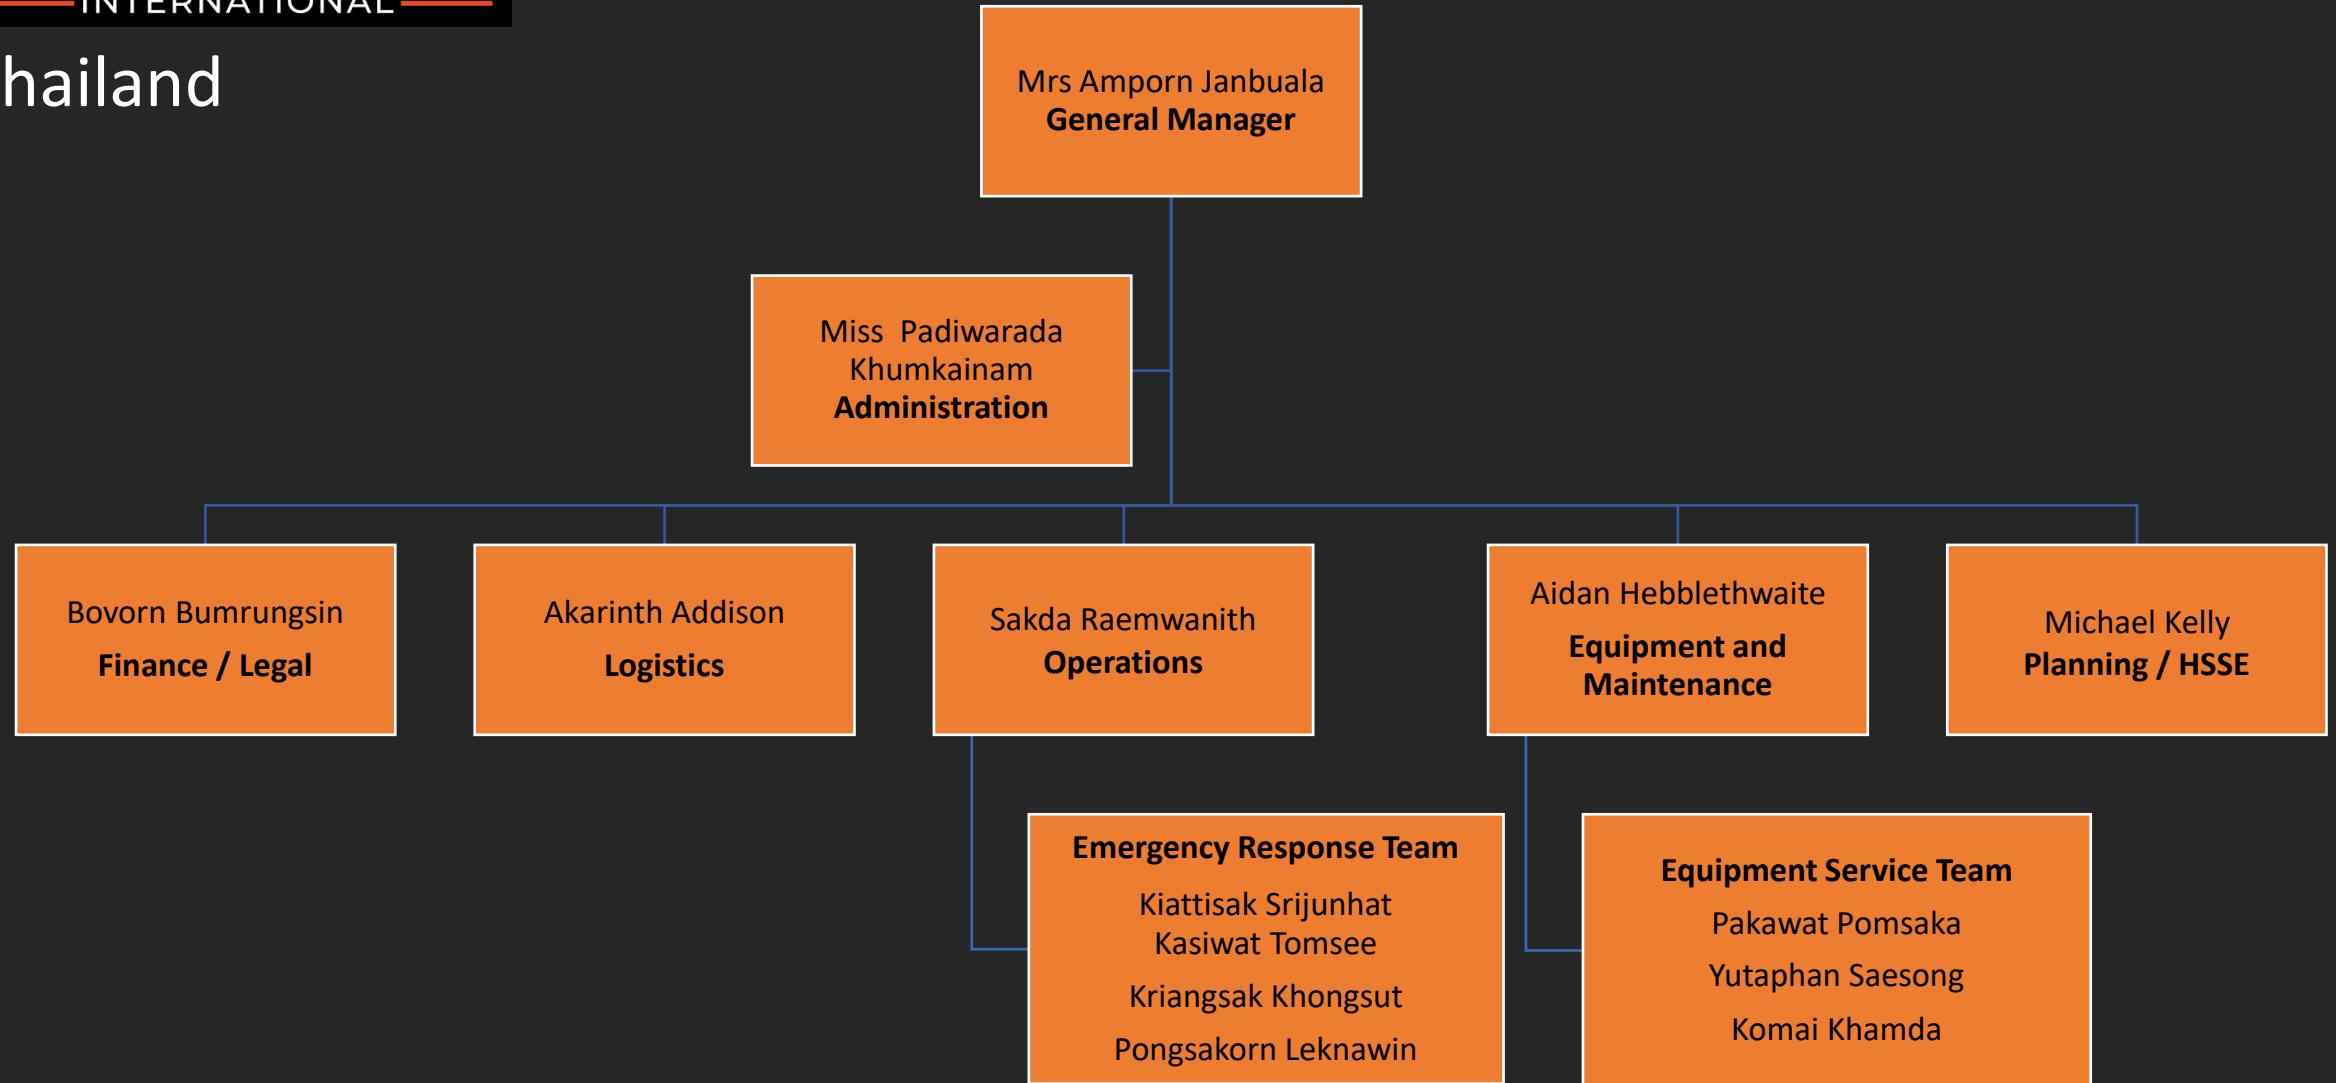 INTERNATIONAL
hailand
Mrs Amporn Janbuala
General Manager
Miss  Padiwarada
Khumkainam
Administration
Bovorn Bumrungsin
Finance / Legal
Akarinth Addison
Logistics
Sakda Raemwanith
Operations
Aidan Hebblethwaite
Equipment and
Maintenance
Michael Kelly
Planning / HSSE
Emergency Response Team
Kiattisak Srijunhat
Kasiwat Tomsee
Kriangsak Khongsut
Pongsakorn Leknawin
Equipment Service Team
Pakawat Pomsaka
Yutaphan Saesong
Komai Khamda